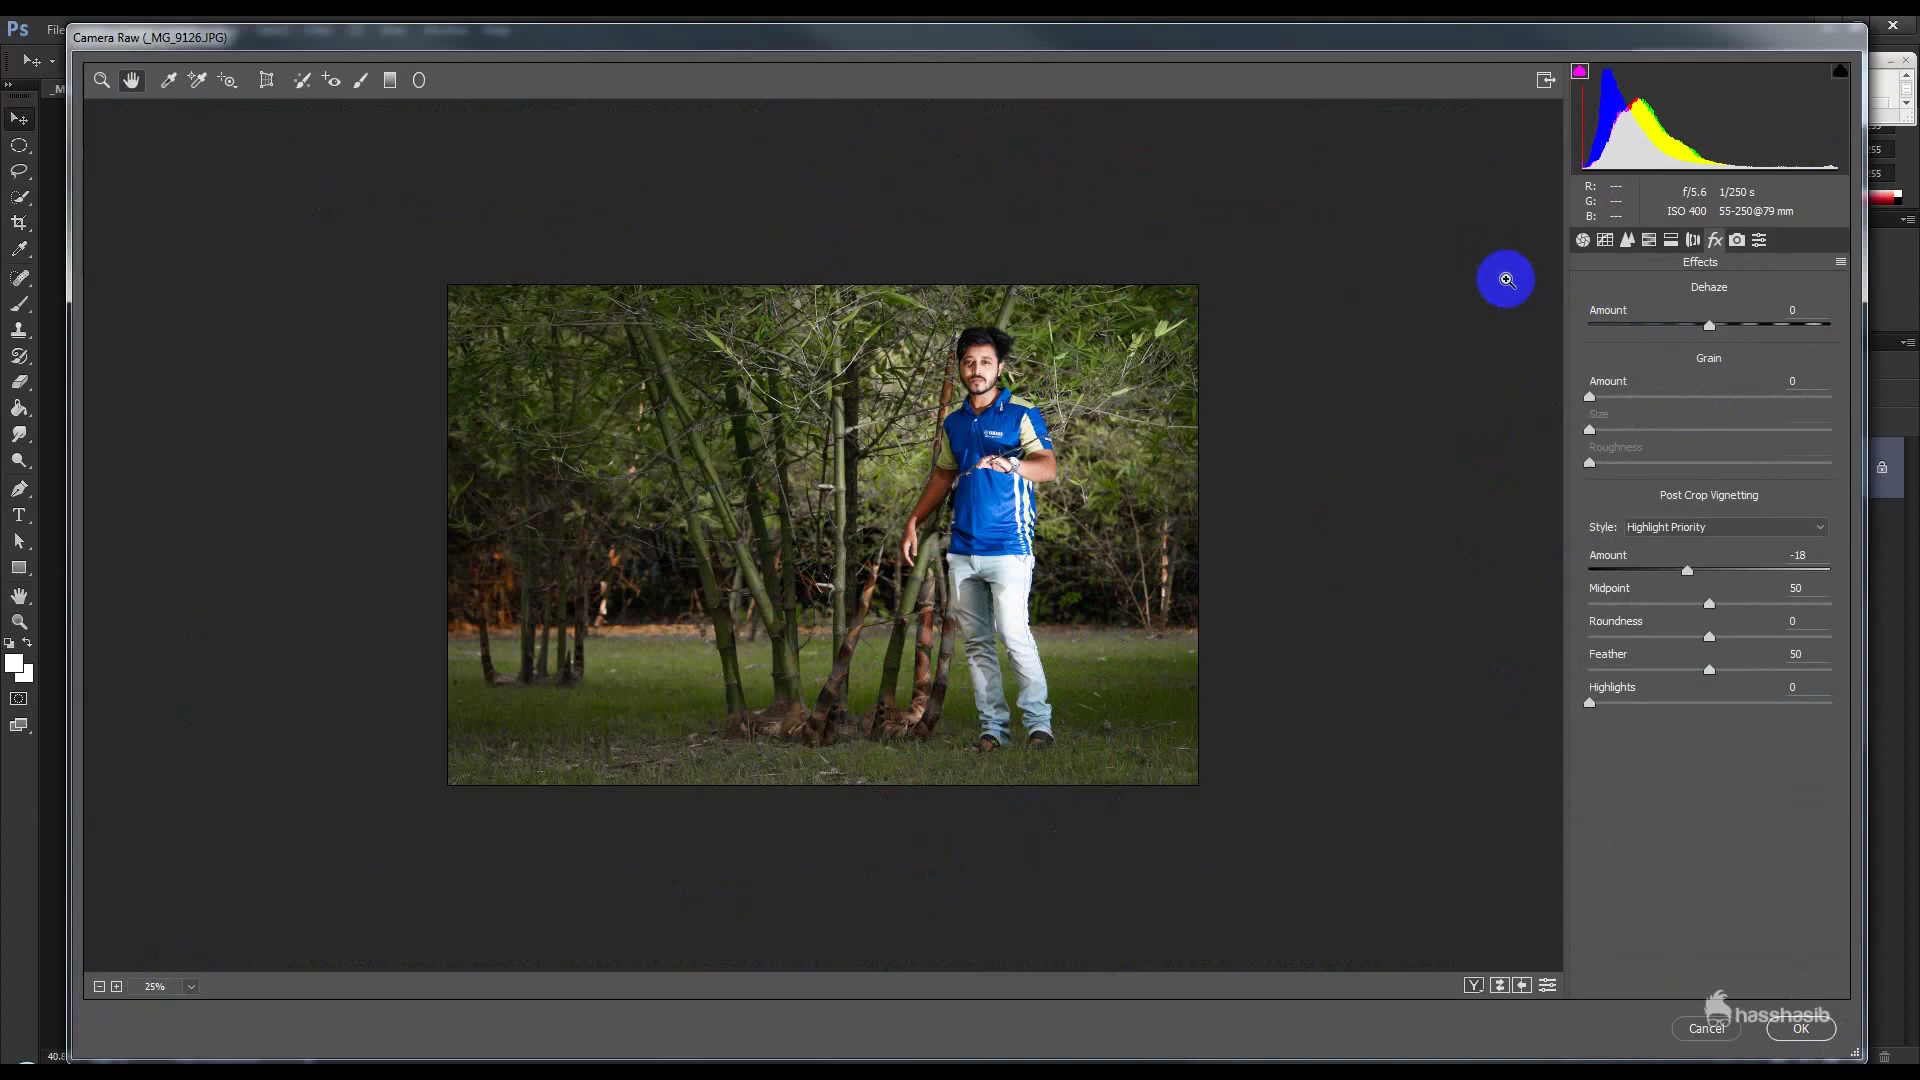 Ps File
Camera Raw (_MG_9126.JPG)
R: ---
G: ---
B: ---
f/5.6 1/250 s
ISO 400 55-250@79 mm
fx
Effects
Dehaze
Amount 0
Grain
Amount 0
Size
Roughness
Post Crop Vignetting
Style: Highlight Priority
Amount -18
Midpoint 50
Roundness 0
Feather 50
Highlights 0
T
YAMAHA
25%
Y
hasshasib
Cancel OK